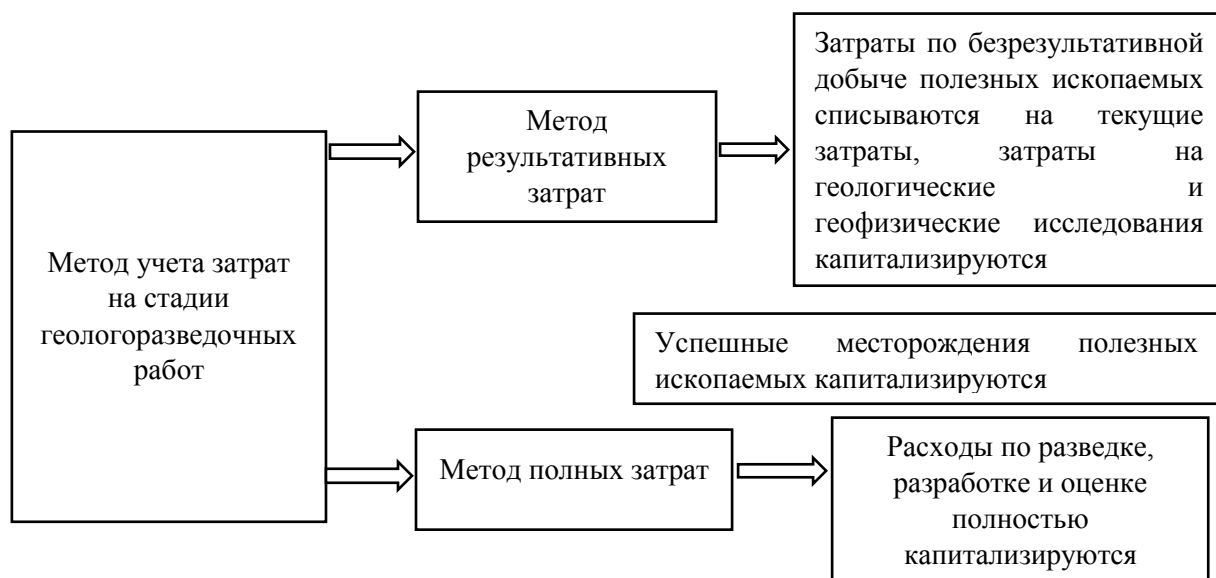 Метод учета затрат
на стадии
геологоразведочных
работ
Метод
результативных
затрат
Затраты по безрезультативной
добыче полезных ископаемых
списываются на текущие
затраты, затраты на
геологические и
геофизические исследования
капитализируются
Успешные месторождения полезных
ископаемых капитализируются
Метод полных затрат
Расходы по разведке,
разработке и оценке
полностью
капитализируются